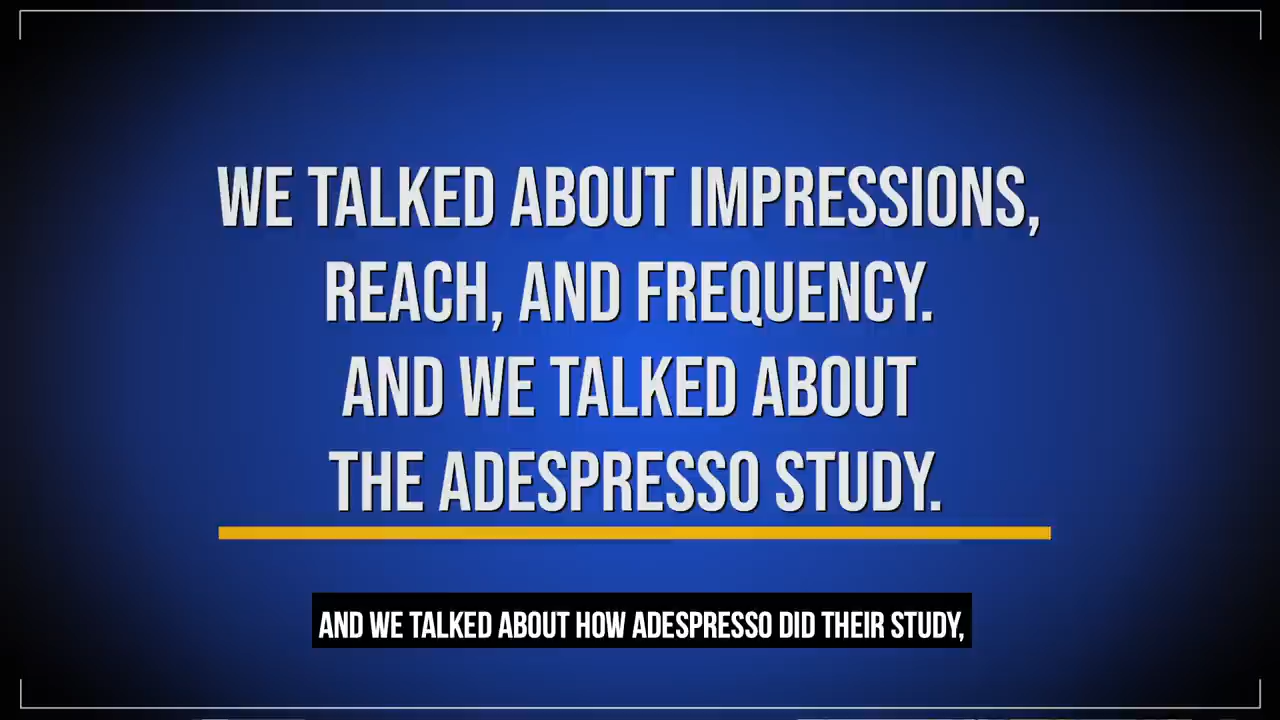 WE TALKED ABOUT IMPRESSIONS,
REACH, AND FREQUENCY.
AND WE TALKED ABOUT
THE ADESPRESSO STUDY.
AND WE TALKED ABOUT HOW ADESPRESSO DID THEIR STUDY,